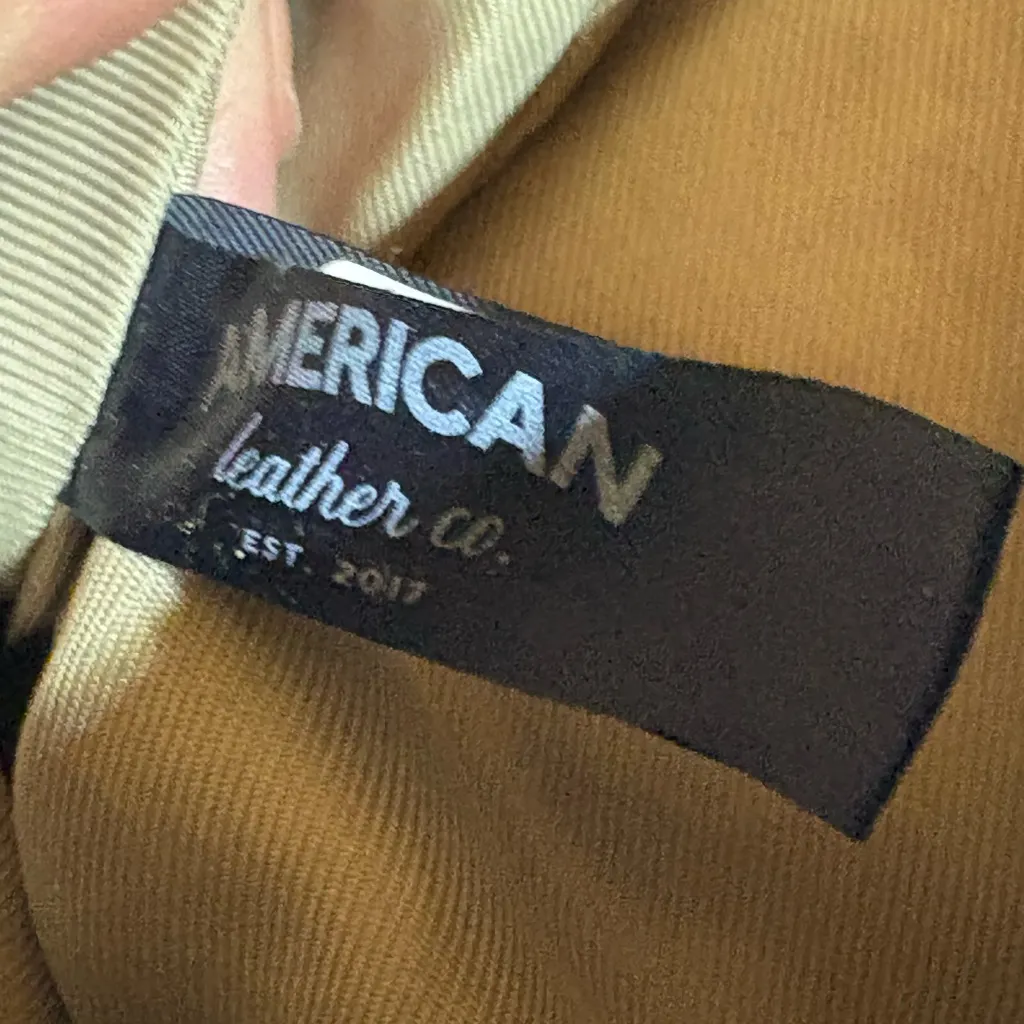 AMERICAN
leather co.
EST. 2017